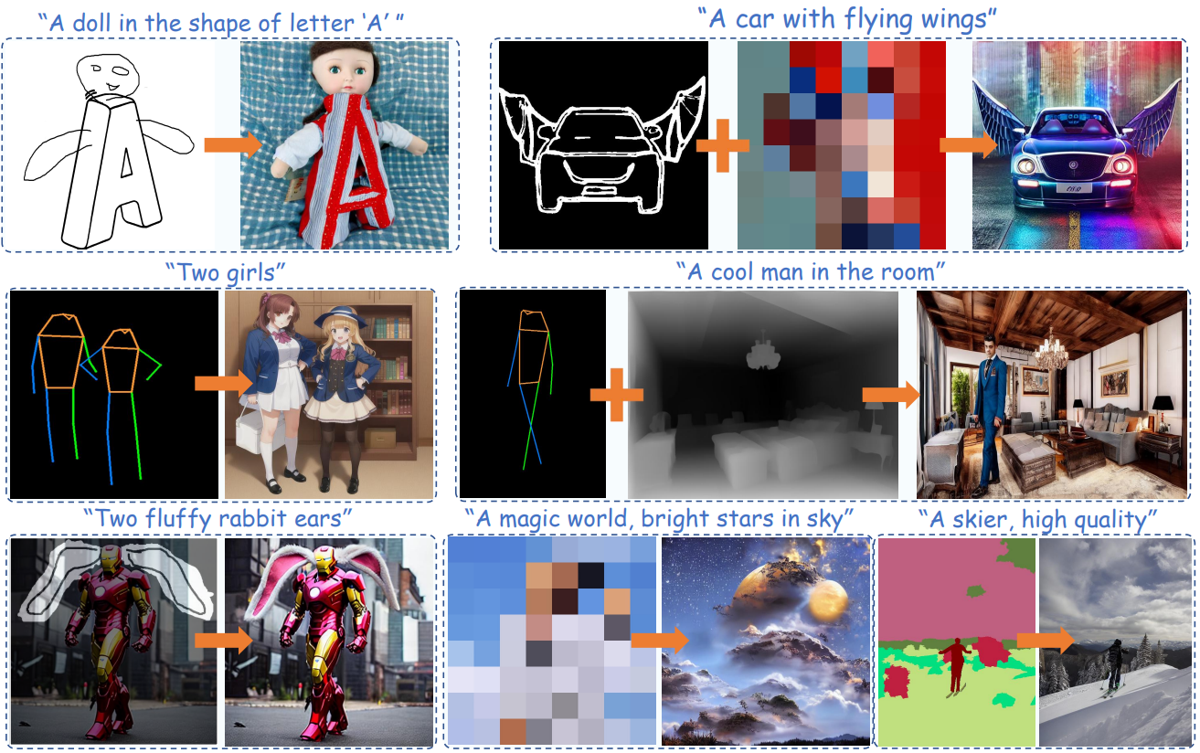 “A doll in the shape of letter ‘A’ ”
“A car with flying wings”
A
A
“Two girls”
“A cool man in the room”
“Two fluffy rabbit ears”
“A magic world, bright stars in sky”
“A skier, high quality”